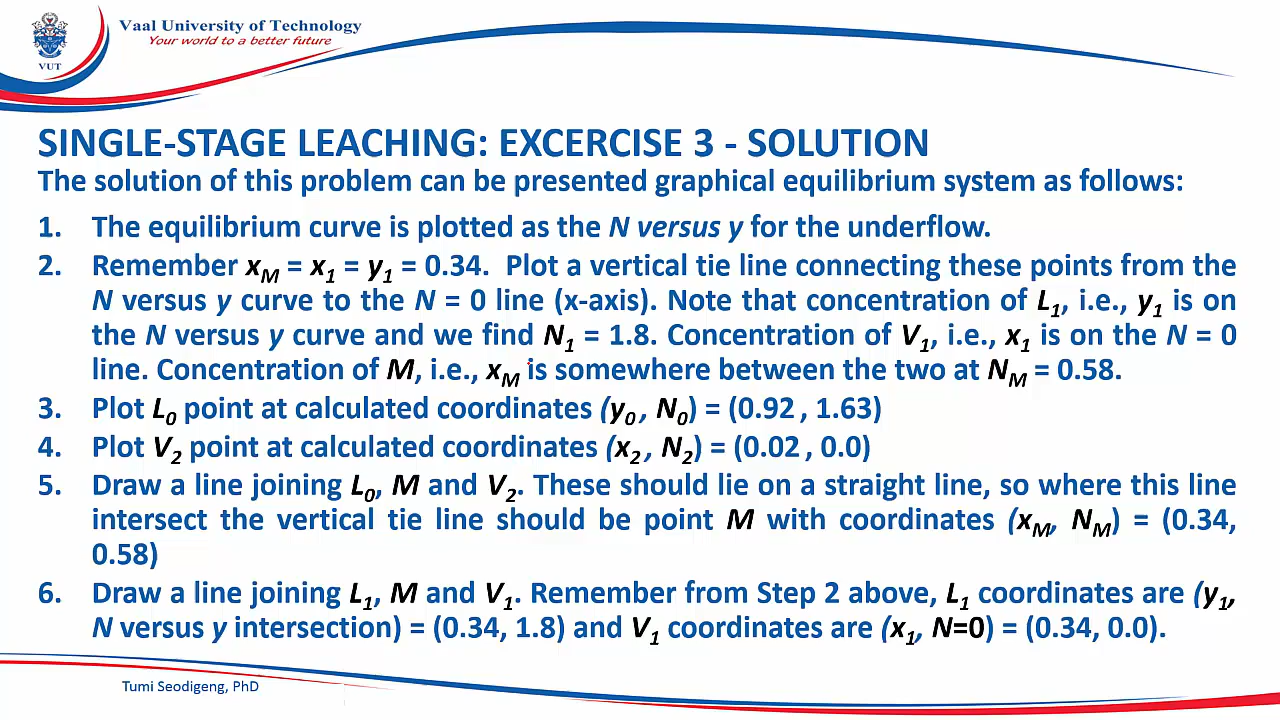 Vaal University of Technology
Your world to a better future
VUT
SINGLE-STAGE LEACHING: EXCERCISE 3 - SOLUTION
The solution of this problem can be presented graphical equilibrium system as follows:
1. The equilibrium curve is plotted as the N versus y for the underflow.
2. Remember xM = x1 = y1 = 0.34. Plot a vertical tie line connecting these points from the
N versus y curve to the N = 0 line (x-axis). Note that concentration of L1, i.e., y1 is on
the N versus y curve and we find N1 = 1.8. Concentration of V1, i.e., x1 is on the N = 0
line. Concentration of M, i.e., xM is somewhere between the two at NM = 0.58.
3. Plot L0 point at calculated coordinates (y0 , N0) = (0.92 , 1.63)
4. Plot V2 point at calculated coordinates (x2 , N2) = (0.02 , 0.0)
5. Draw a line joining L0, M and V2. These should lie on a straight line, so where this line
intersect the vertical tie line should be point M with coordinates (xM, NM) = (0.34,
0.58)
6. Draw a line joining L1, M and V1. Remember from Step 2 above, L1 coordinates are (y1,
N versus y intersection) = (0.34, 1.8) and V1 coordinates are (x1, N=0) = (0.34, 0.0).
Tumi Seodigeng, PhD